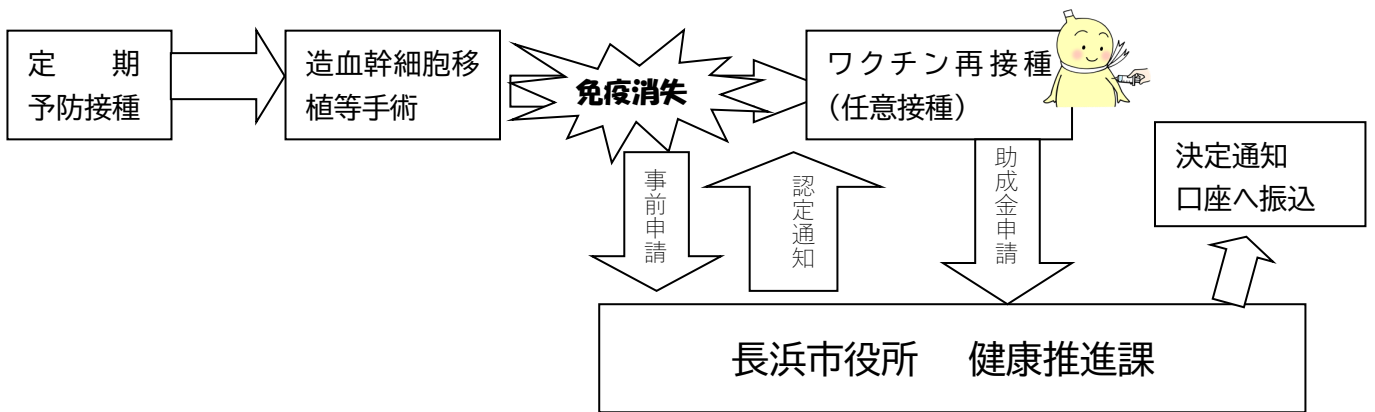 定　　期
予防接種
造血幹細胞移
植等手術
免疫消失
ワクチン再接種
（任意接種）
事前申請
認定通知
助成金申請
決定通知
口座へ振込
長浜市役所　健康推進課